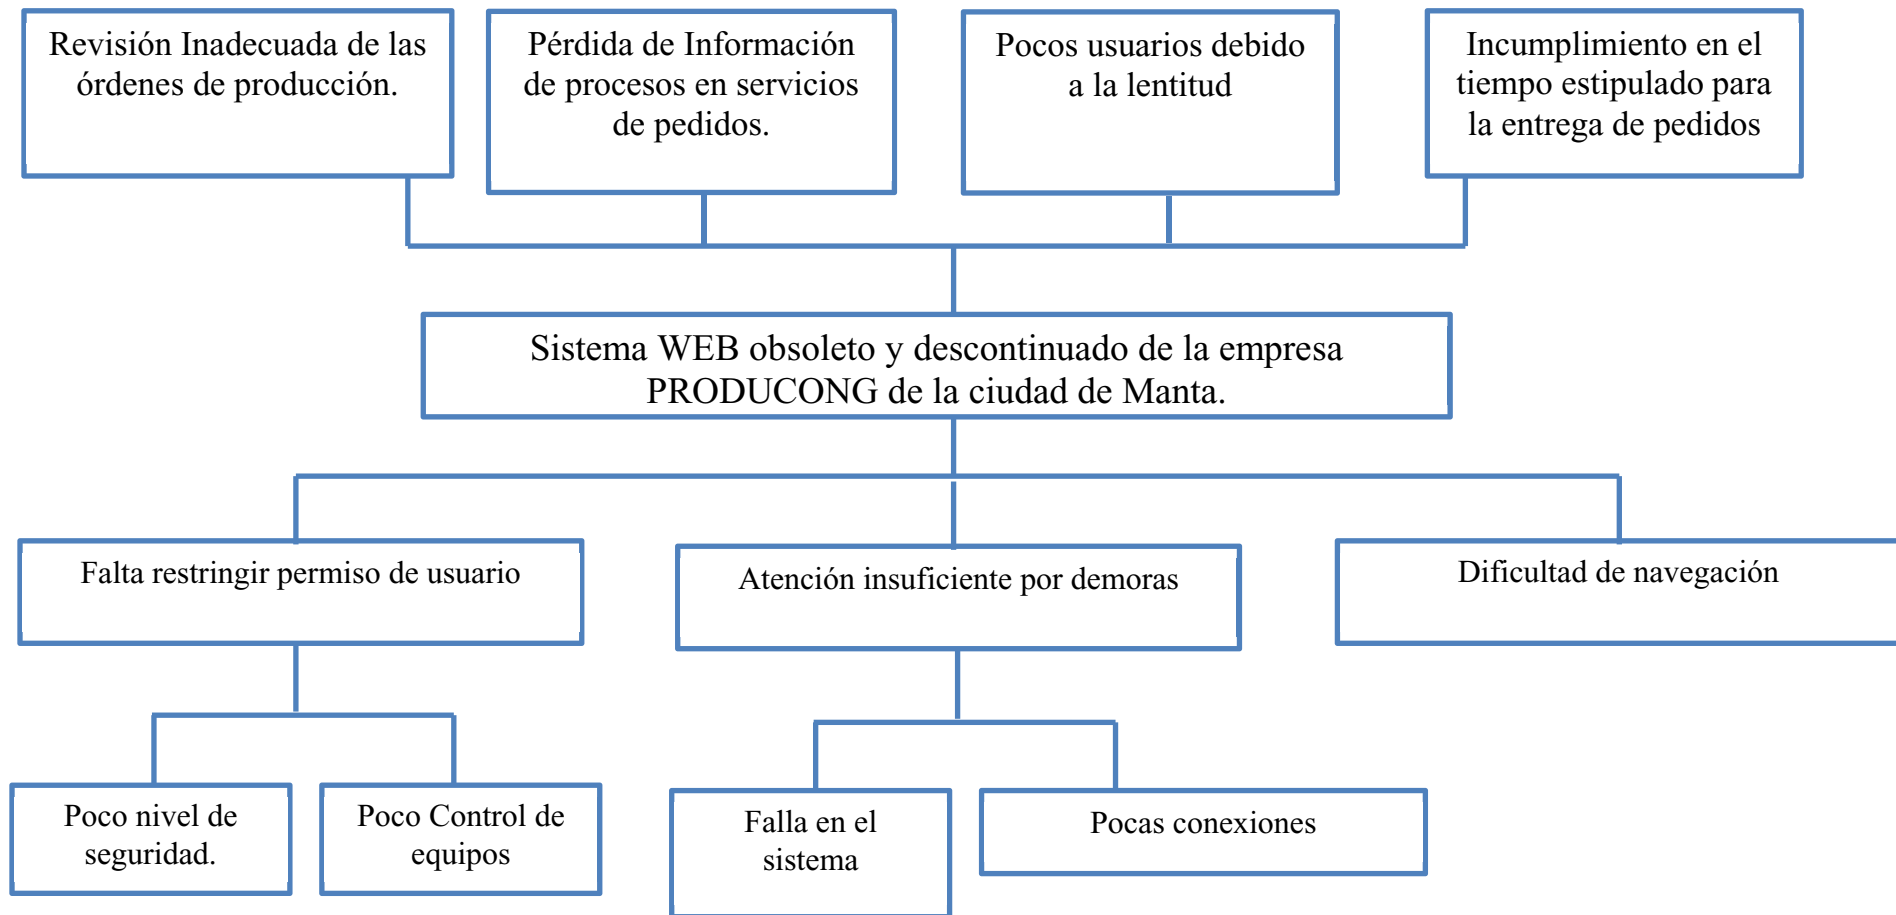 Revisión Inadecuada de las
órdenes de producción.
Pérdida de Información
de procesos en servicios
de pedidos.
Pocos usuarios debido
a la lentitud
Incumplimiento en el
tiempo estipulado para
la entrega de pedidos
Sistema WEB obsoleto y descontinuado de la empresa
PRODUCONG de la ciudad de Manta.
Falta restringir permiso de usuario
Atención insuficiente por demoras
Dificultad de navegación
Poco nivel de
seguridad.
Poco Control de
equipos
Falla en el
sistema
Pocas conexiones